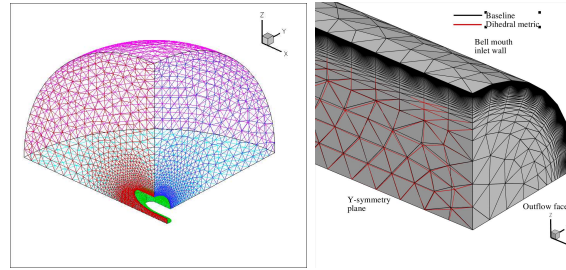 Z
Y
X
Baseline
Dihedral metric
Bell mouth
inlet wall
Y-symmetry
plane
Outflow face
Z